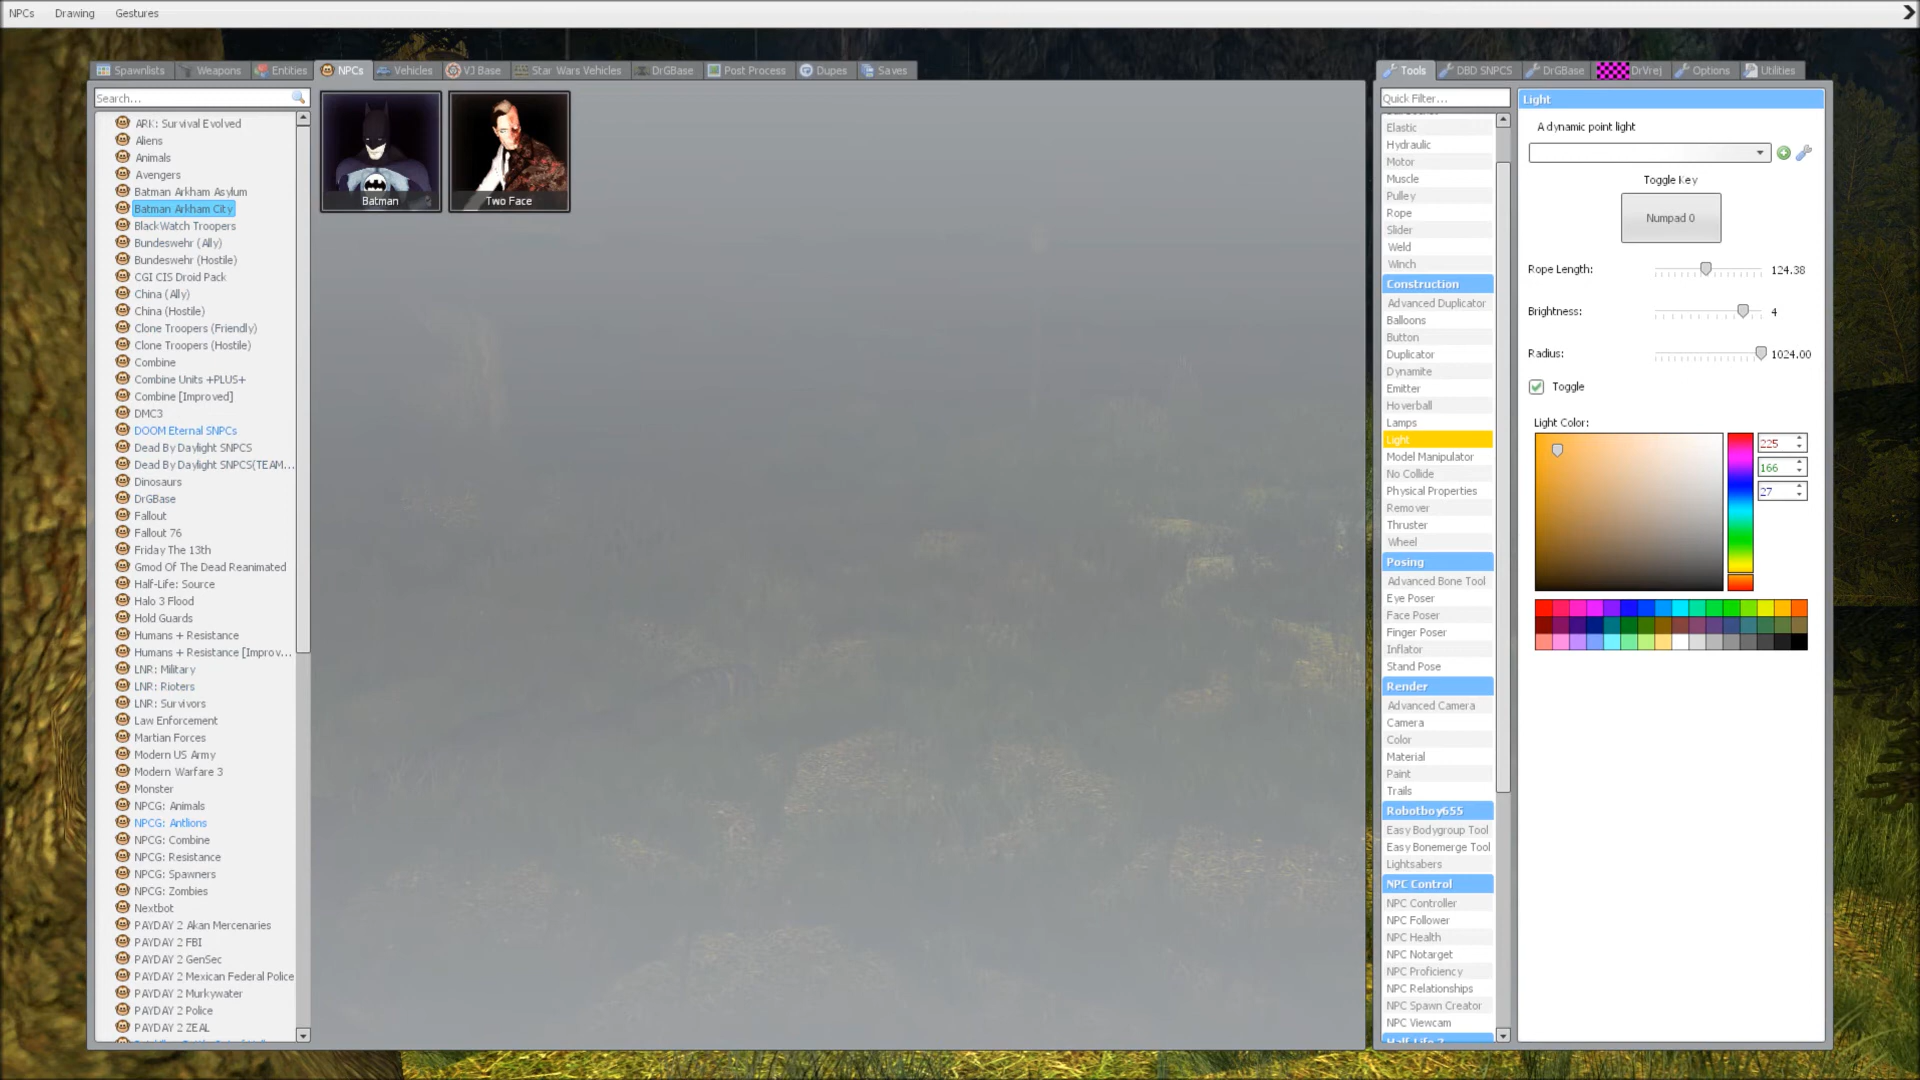 NPCs Drawing Gestures
Spawnlists Weapons Entities NPCs Vehicles VJ Base Star Wars Vehicles DrGBase Post Process Dupes Saves
Search...
ARK: Survival Evolved
Aliens
Animals
Avengers
Batman Arkham Asylum
Batman Arkham City
BlackWatch Troopers
Bundeswehr (Ally)
Bundeswehr (Hostile)
CGI CIS Droid Pack
China (Ally)
China (Hostile)
Clone Troopers (Friendly)
Clone Troopers (Hostile)
Combine
Combine Units +PLUS+
Combine [Improved]
DMC3
DOOM Eternal SNPCs
Dead By Daylight SNPCS
Dead By Daylight SNPCS(TEAM...
Dinosaurs
DrGBase
Fallout
Fallout 76
Friday The 13th
Gmod Of The Dead Reanimated
Half-Life: Source
Halo 3 Flood
Hold Guards
Humans + Resistance
Humans + Resistance [Improv...
LNR: Military
LNR: Rioters
LNR: Survivors
Law Enforcement
Martian Forces
Modern US Army
Modern Warfare 3
Monster
NPCG: Animals
NPCG: Antlions
NPCG: Combine
NPCG: Resistance
NPCG: Spawners
NPCG: Zombies
Nextbot
PAYDAY 2 Akan Mercenaries
PAYDAY 2 FBI
PAYDAY 2 GenSec
PAYDAY 2 Mexican Federal Police
PAYDAY 2 Murkywater
PAYDAY 2 Police
PAYDAY 2 ZEAL
Batman
Two Face
Tools DBD SNPCS DrGBase DrVrej Options Utilities
Quick Filter...
Elastic
Hydraulic
Motor
Muscle
Pulley
Rope
Slider
Weld
Winch
Construction
Advanced Duplicator
Balloons
Button
Duplicator
Dynamite
Emitter
Hoverball
Lamps
Light
Model Manipulator
No Collide
Physical Properties
Remover
Thruster
Wheel
Posing
Advanced Bone Tool
Eye Poser
Face Poser
Finger Poser
Inflator
Stand Pose
Render
Advanced Camera
Camera
Color
Material
Paint
Trails
Robotboy655
Easy Bodygroup Tool
Easy Bonemerge Tool
Lightsabers
NPC Control
NPC Controller
NPC Follower
NPC Health
NPC Notarget
NPC Proficiency
NPC Relationships
NPC Spawn Creator
NPC Viewcam
Half-Life 2
Light
A dynamic point light
Toggle Key
Numpad 0
Rope Length: 124.38
Brightness: 4
Radius: 1024.00
Toggle
Light Color:
225
166
27